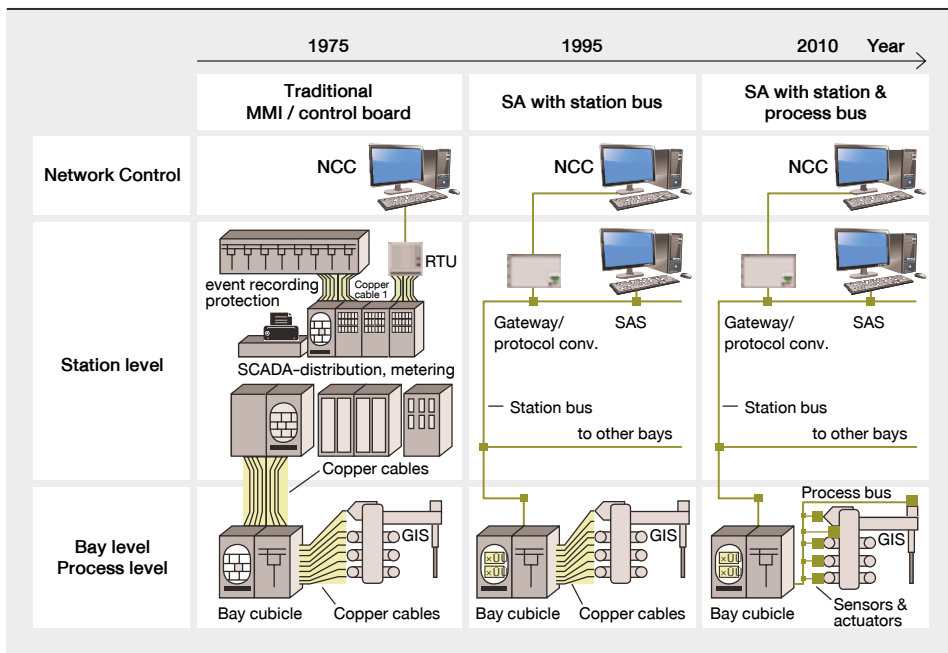 1975 1995 2010 Year
Traditional
MMI / control board
SA with station bus
SA with station &
process bus
Network Control
NCC
NCC
NCC
Station level
RTU
event recording
protection
Copper
cable 1
SCADA-distribution, metering
Copper cables
Gateway/
protocol conv.
SAS
Station bus
to other bays
Gateway/
protocol conv.
SAS
Station bus
to other bays
Bay level
Process level
GIS
Bay cubicle
Copper cables
GIS
Bay cubicle
Copper cables
Process bus
GIS
Bay cubicle
Sensors &
actuators